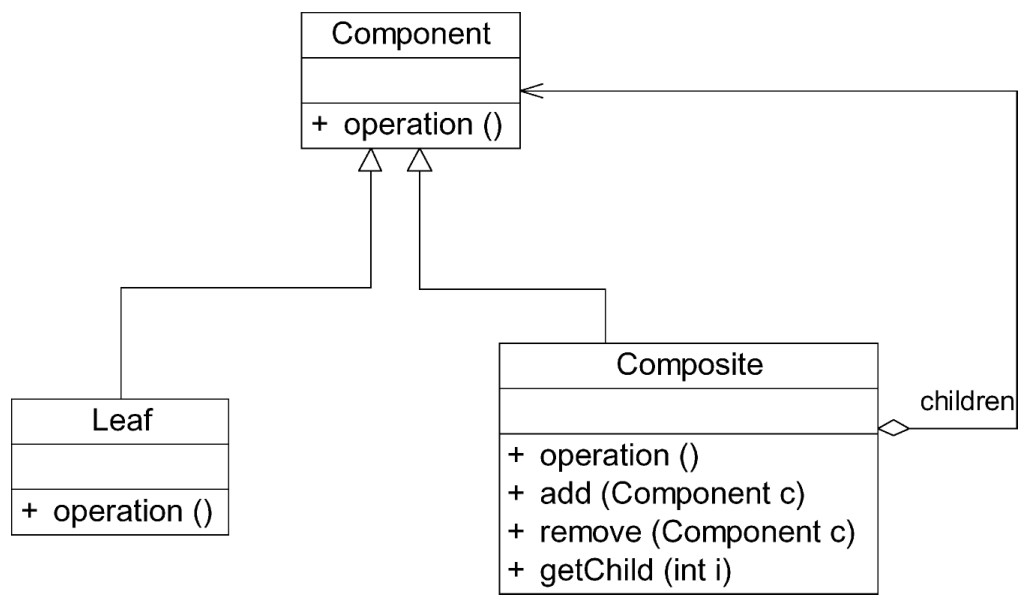 Component
+ operation ()
Leaf
+ operation ()
Composite
+ operation ()
+ add (Component c)
+ remove (Component c)
+ getChild (int i)
children